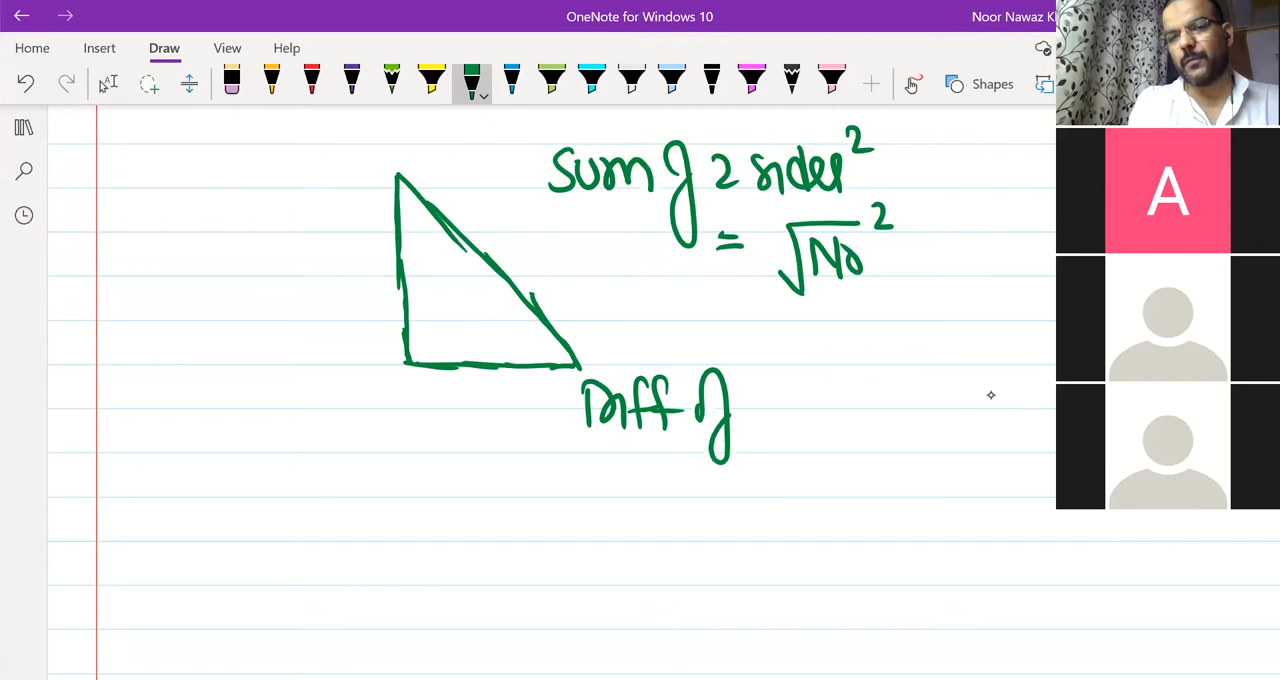 OneNote for Windows 10
Noor Nawaz K
Home Insert Draw View Help
Shapes
Sum of 2 sides²
= √No²
Diff of
A